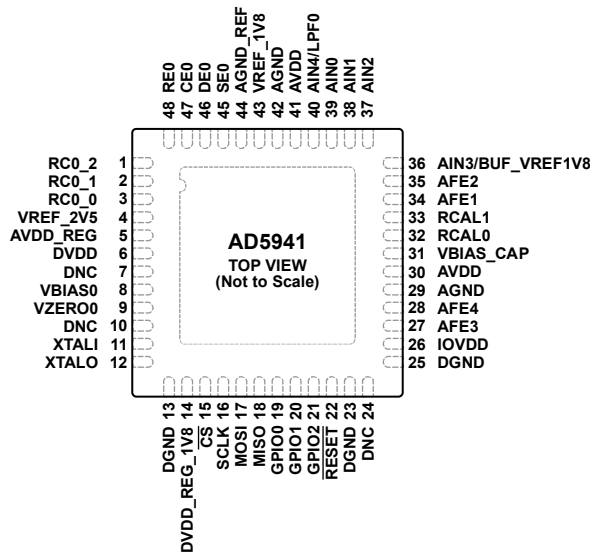 48 RE0
47 CE0
46 DE0
45 SE0
44 AGND_REF
43 VREF_1V8
42 AGND
41 AVDD
40 AIN4/LPF0
39 AIN0
38 AIN1
37 AIN2
RC0_2 1
RC0_1 2
RC0_0 3
VREF_2V5 4
AVDD_REG 5
DVDD 6
DNC 7
VBIAS0 8
VZERO0 9
DNC 10
XTALI 11
XTALO 12
AD5941
TOP VIEW
(Not to Scale)
36 AIN3/BUF_VREF1V8
35 AFE2
34 AFE1
33 RCAL1
32 RCAL0
31 VBIAS_CAP
30 AVDD
29 AGND
28 AFE4
27 AFE3
26 IOVDD
25 DGND
DGND 13
DVDD_REG_1V8 14
CS 15
SCLK 16
MOSI 17
MISO 18
GPIO0 19
GPIO1 20
GPIO2 21
RESET 22
DGND 23
DNC 24